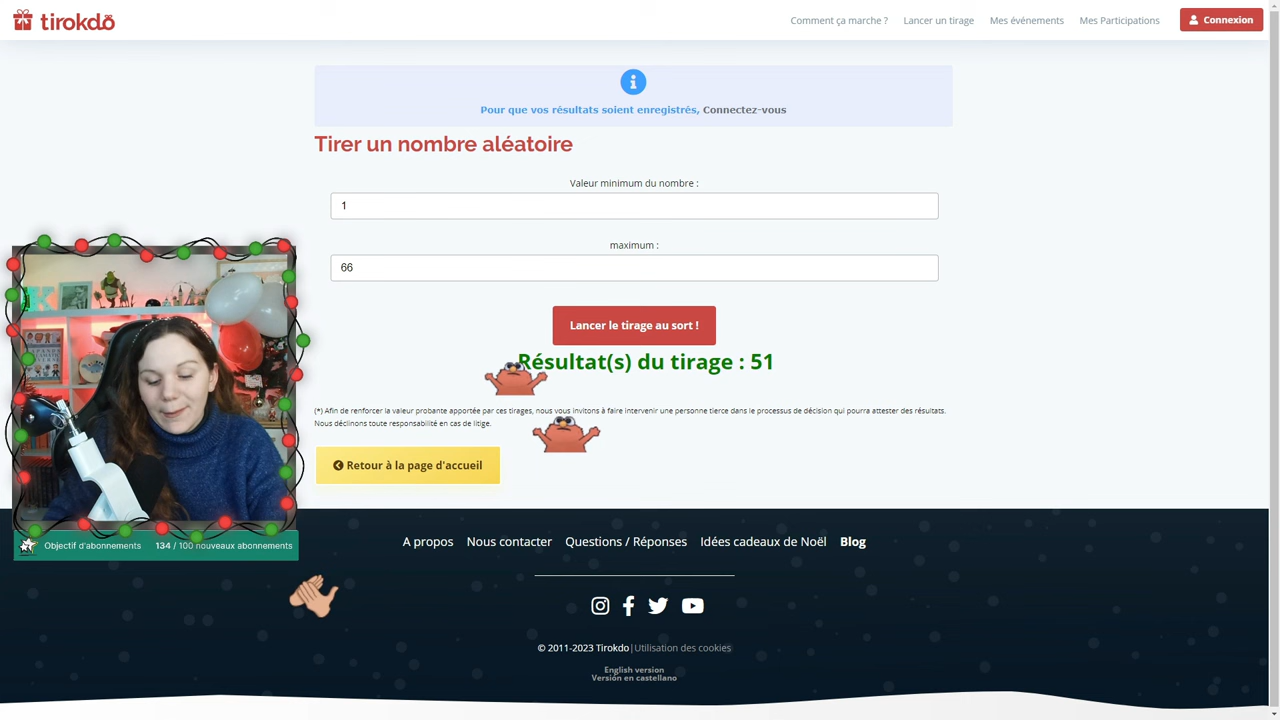 tirokdo
Comment ça marche ?
Lancer un tirage
Mes événements
Mes Participations
Connexion
Pour que vos résultats soient enregistrés, Connectez-vous
Tirer un nombre aléatoire
Valeur minimum du nombre :
1
maximum :
66
Lancer le tirage au sort !
Résultat(s) du tirage : 51
(*) Afin de renforcer la valeur probante apportée par ces tirages, nous vous invitons à faire intervenir une personne tierce dans le processus de décision qui pourra attester des résultats.
Nous déclinons toute responsabilité en cas de litige.
Retour à la page d'accueil
Objectif d'abonnements 134 / 100 nouveaux abonnements
A propos
Nous contacter
Questions / Réponses
Idées cadeaux de Noël
Blog
© 2011-2023 Tirokdo|Utilisation des cookies
English version
Versión en castellano